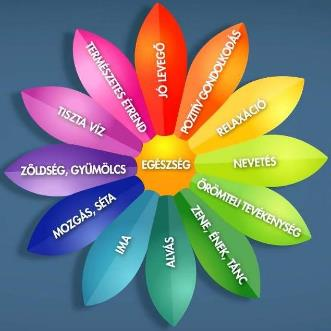 JÓ LEVEGŐ
POZITÍV GONDOLKODÁS
RELAXÁCIÓ
NEVETÉS
ÖRÖMTELI TEVÉKENYSÉG
ZENE, ÉNEK, TÁNC
ALVÁS
IMA
MOZGÁS, SÉTA
ZÖLDSÉG, GYÜMÖLCS
TISZTA VÍZ
TERMÉSZETES ÉTREND
EGÉSZSÉG